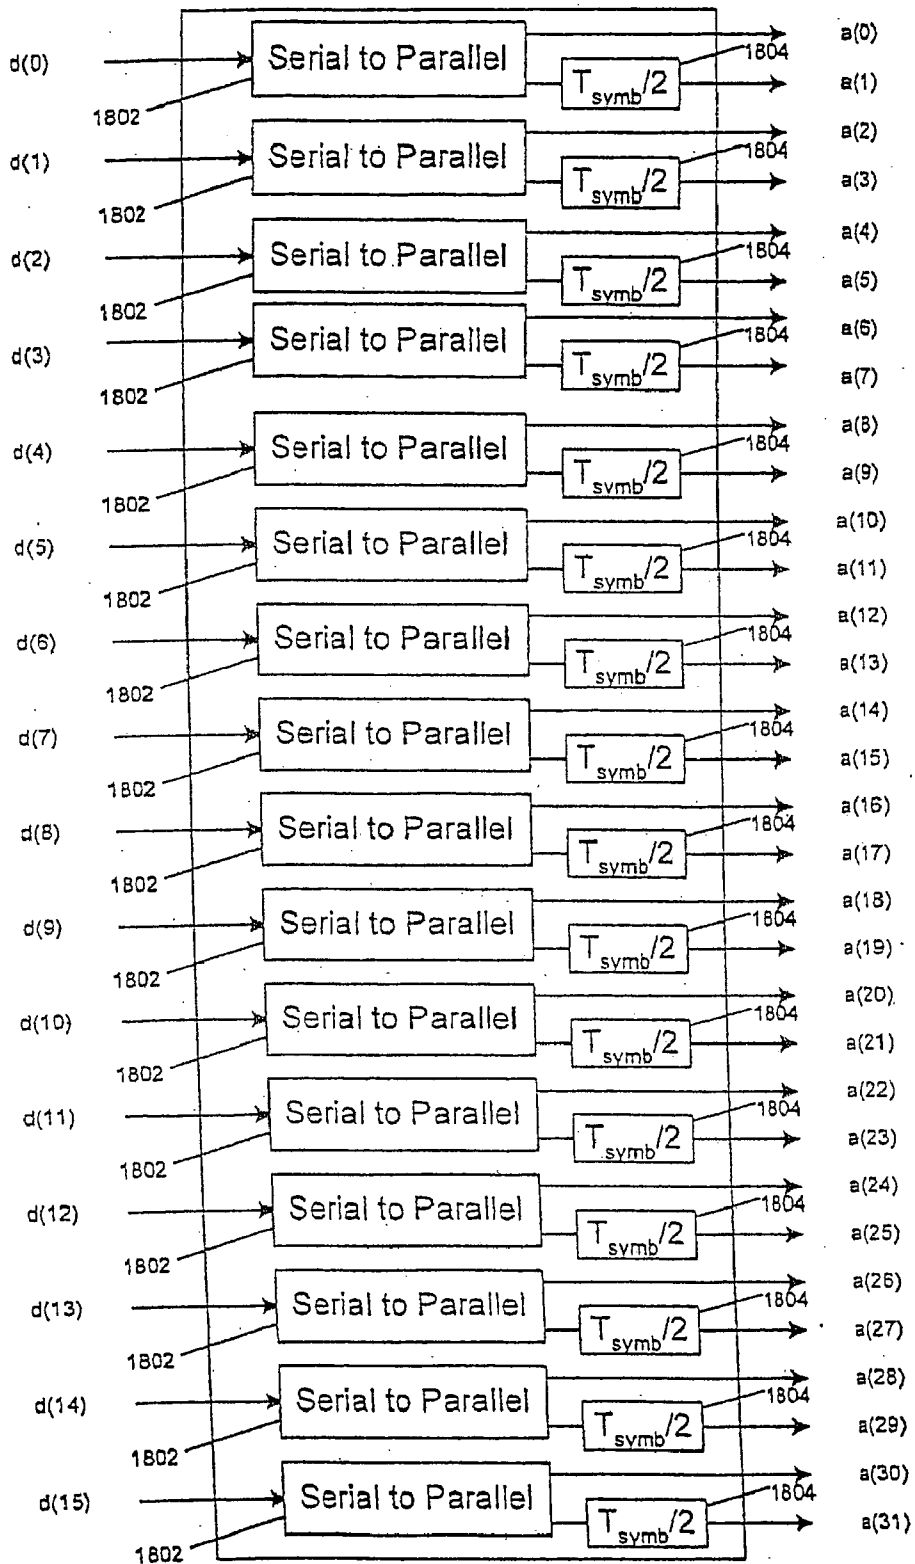 d(0) Serial to Parallel a(0)
1804
1802 T_symb/2 a(1)
d(1) Serial to Parallel a(2)
1804
1802 T_symb/2 a(3)
d(2) Serial to Parallel a(4)
1804
1802 T_symb/2 a(5)
d(3) Serial to Parallel a(6)
1804
1802 T_symb/2 a(7)
d(4) Serial to Parallel a(8)
1804
1802 T_symb/2 a(9)
d(5) Serial to Parallel a(10)
1804
1802 T_symb/2 a(11)
d(6) Serial to Parallel a(12)
1804
1802 T_symb/2 a(13)
d(7) Serial to Parallel a(14)
1804
1802 T_symb/2 a(15)
d(8) Serial to Parallel a(16)
1804
1802 T_symb/2 a(17)
d(9) Serial to Parallel a(18)
1804
1802 T_symb/2 a(19)
d(10) Serial to Parallel a(20)
1804
1802 T_symb/2 a(21)
d(11) Serial to Parallel a(22)
1804
1802 T_symb/2 a(23)
d(12) Serial to Parallel a(24)
1804
1802 T_symb/2 a(25)
d(13) Serial to Parallel a(26)
1804
1802 T_symb/2 a(27)
d(14) Serial to Parallel a(28)
1804
1802 T_symb/2 a(29)
d(15) Serial to Parallel a(30)
1804
1802 T_symb/2 a(31)